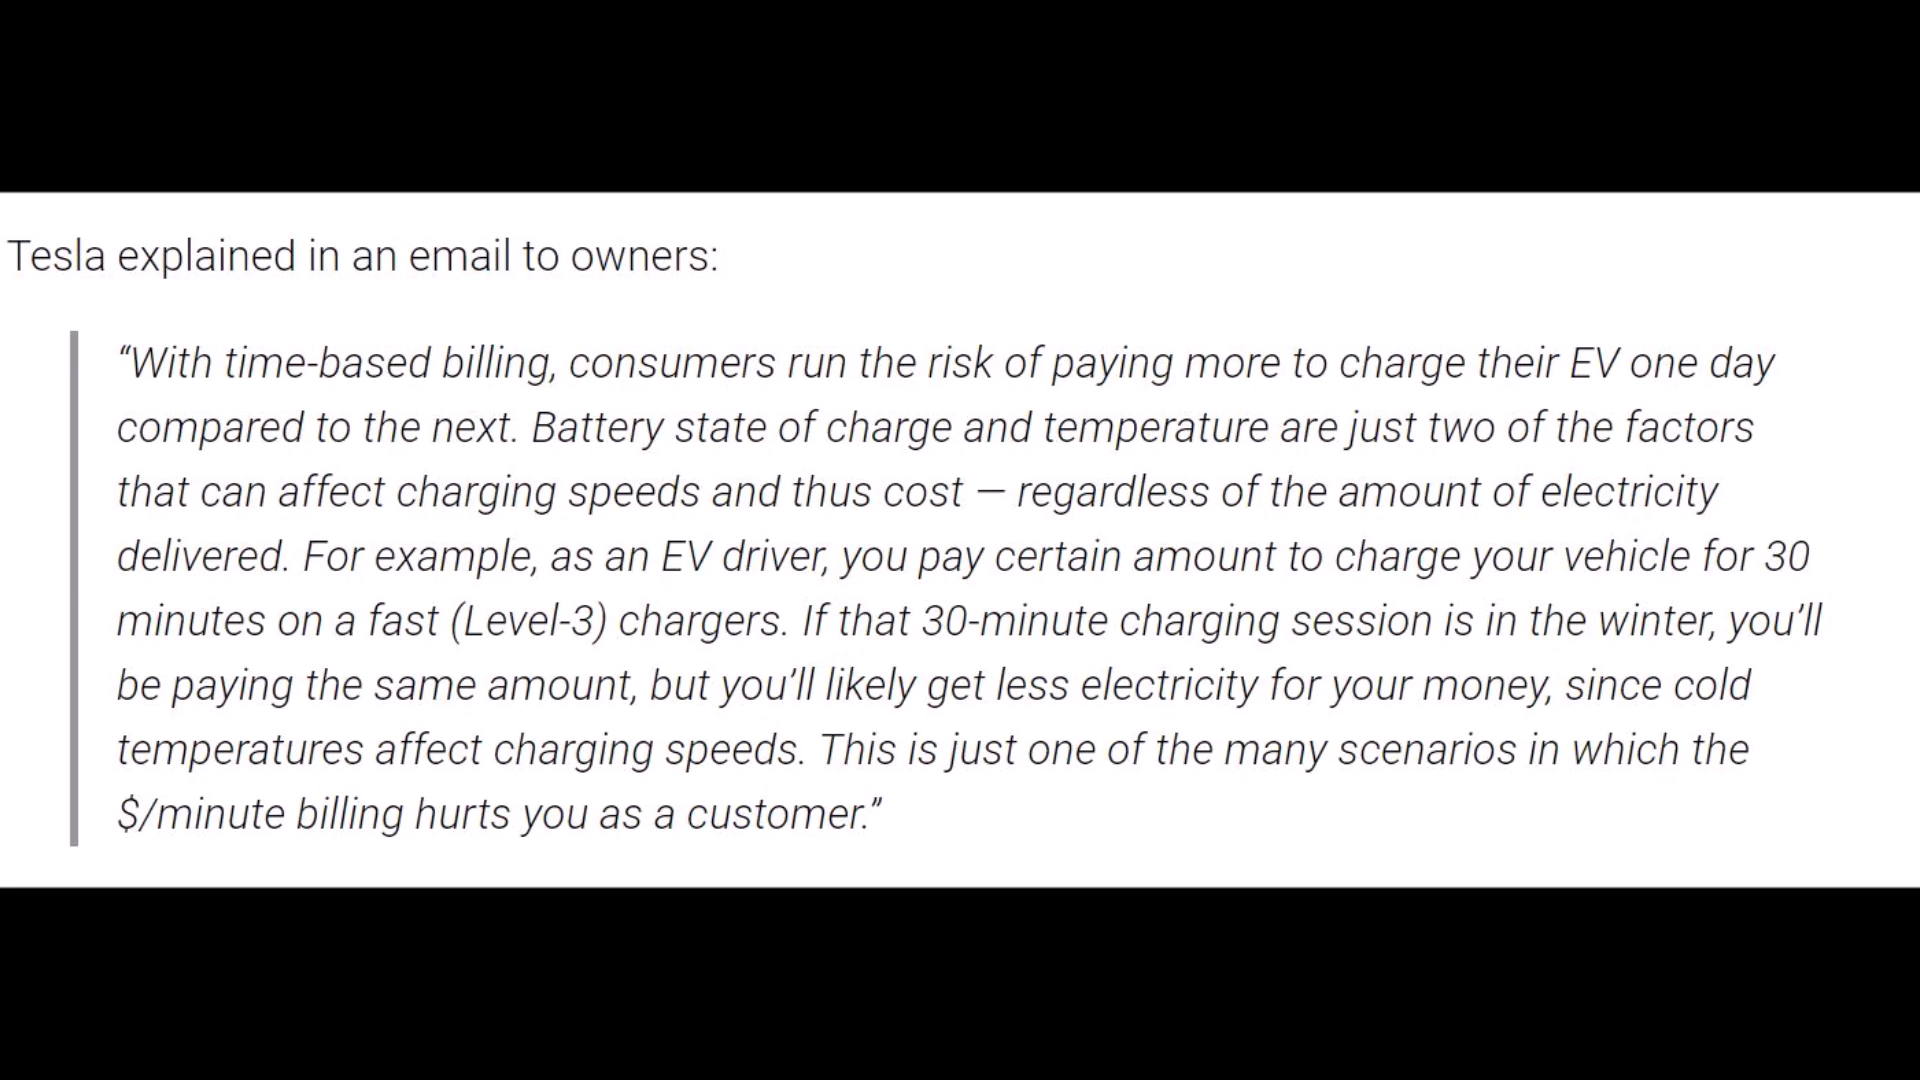 Tesla explained in an email to owners:
“With time-based billing, consumers run the risk of paying more to charge their EV one day
compared to the next. Battery state of charge and temperature are just two of the factors
that can affect charging speeds and thus cost — regardless of the amount of electricity
delivered. For example, as an EV driver, you pay certain amount to charge your vehicle for 30
minutes on a fast (Level-3) chargers. If that 30-minute charging session is in the winter, you’ll
be paying the same amount, but you’ll likely get less electricity for your money, since cold
temperatures affect charging speeds. This is just one of the many scenarios in which the
$/minute billing hurts you as a customer.”